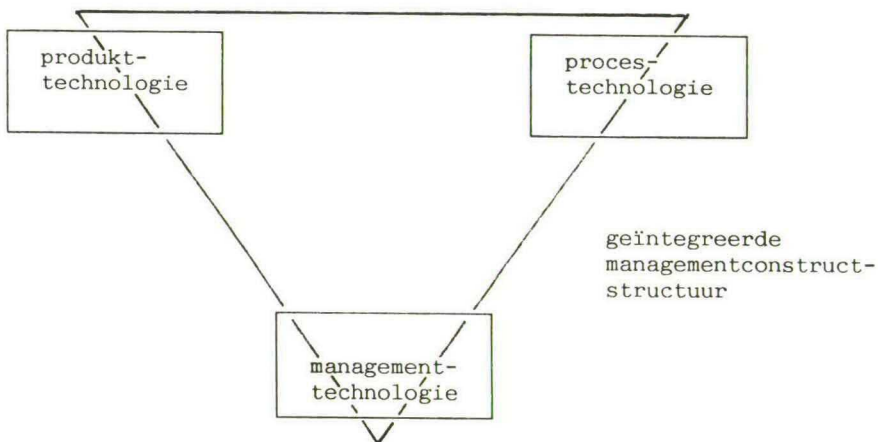 produkt-
technologie
proces-
technologie
geïntegreerde
managementconstruct-
structuur
management-
technologie